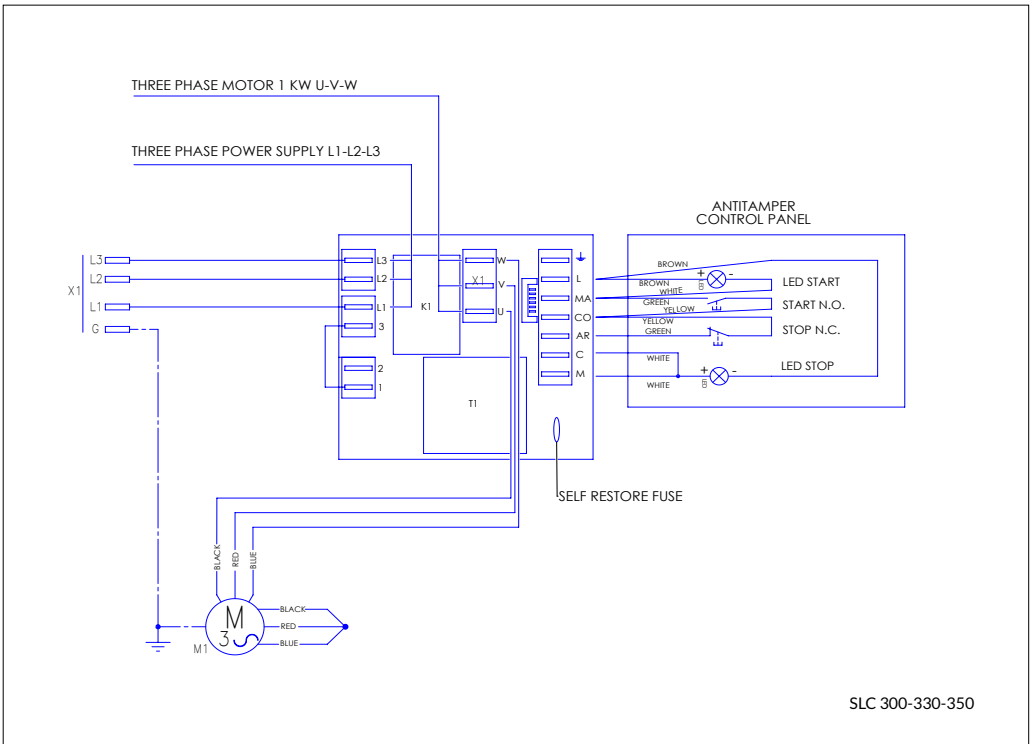 THREE PHASE MOTOR 1 KW U-V-W
THREE PHASE POWER SUPPLY L1-L2-L3
ANTITAMPER
CONTROL PANEL
X1
L3
L2
L1
G
L3
L2
L1
3
2
1
K1
X1
W
V
U
T1
L
MA
CO
AR
C
M
BROWN
BROWN
WHITE
GREEN
YELLOW
YELLOW
GREEN
WHITE
WHITE
+
-
LED
LED START
START N.O.
STOP N.C.
LED STOP
+
-
LED
SELF RESTORE FUSE
BLACK
RED
BLUE
M
3
M1
BLACK
RED
BLUE
SLC 300-330-350